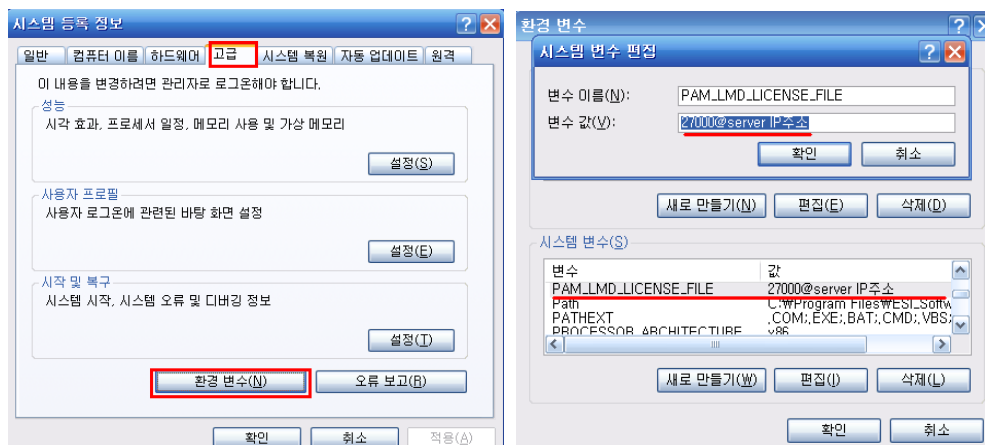 시스템 등록 정보
일반 컴퓨터 이름 하드웨어 고급 시스템 복원 자동 업데이트 원격
이 내용을 변경하려면 관리자로 로그온해야 합니다.
성능
시각 효과, 프로세서 일정, 메모리 사용 및 가상 메모리
설정(S)
사용자 프로필
사용자 로그온에 관련된 바탕 화면 설정
설정(E)
시작 및 복구
시스템 시작, 시스템 오류 및 디버깅 정보
설정(T)
환경 변수(N) 오류 보고(R)
확인 취소 적용(A)
환경 변수
시스템 변수 편집
변수 이름(N): PAM_LMD_LICENSE_FILE
변수 값(V): 27000@server IP주소
확인 취소
새로 만들기(N) 편집(E) 삭제(D)
시스템 변수(S)
변수 값
PAM_LMD_LICENSE_FILE 27000@server IP주소
Path C:₩Program Files₩ESI_Softw
PATHEXT .COM;.EXE;.BAT;.CMD;.VBS;
PROCESSOR_ARCHITECTURE x86
새로 만들기(W) 편집(I) 삭제(L)
확인 취소